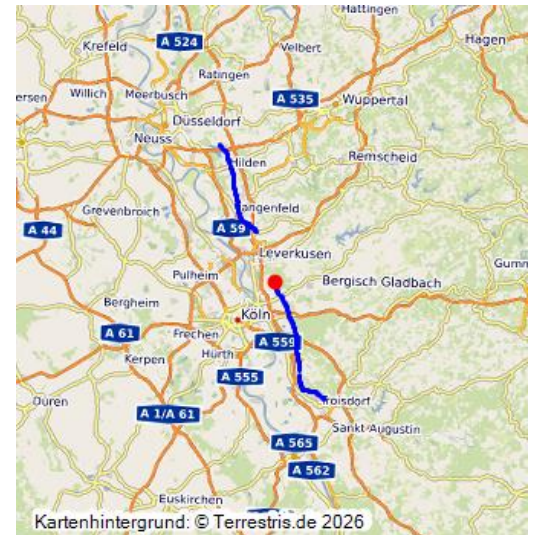 Hattingen
Krefeld
A 524
Velbert
Hagen
Ratingen
Willich
Meerbusch
A 535
Wuppertal
ersen
Düsseldorf
Neuss
Hilden
Remscheid
Grevenbroich
angenfeld
A 44
A 59
Leverkusen
Gumm
Pulheim
Bergisch Gladbach
Bergheim
Köln
A 61
Frechen
A 559
Hürth
Kerpen
A 555
Düren
Troisdorf
A 1/A 61
Sankt Augustin
A 565
A 562
Euskirchen
Kartenhintergrund: © Terrestris.de 2026